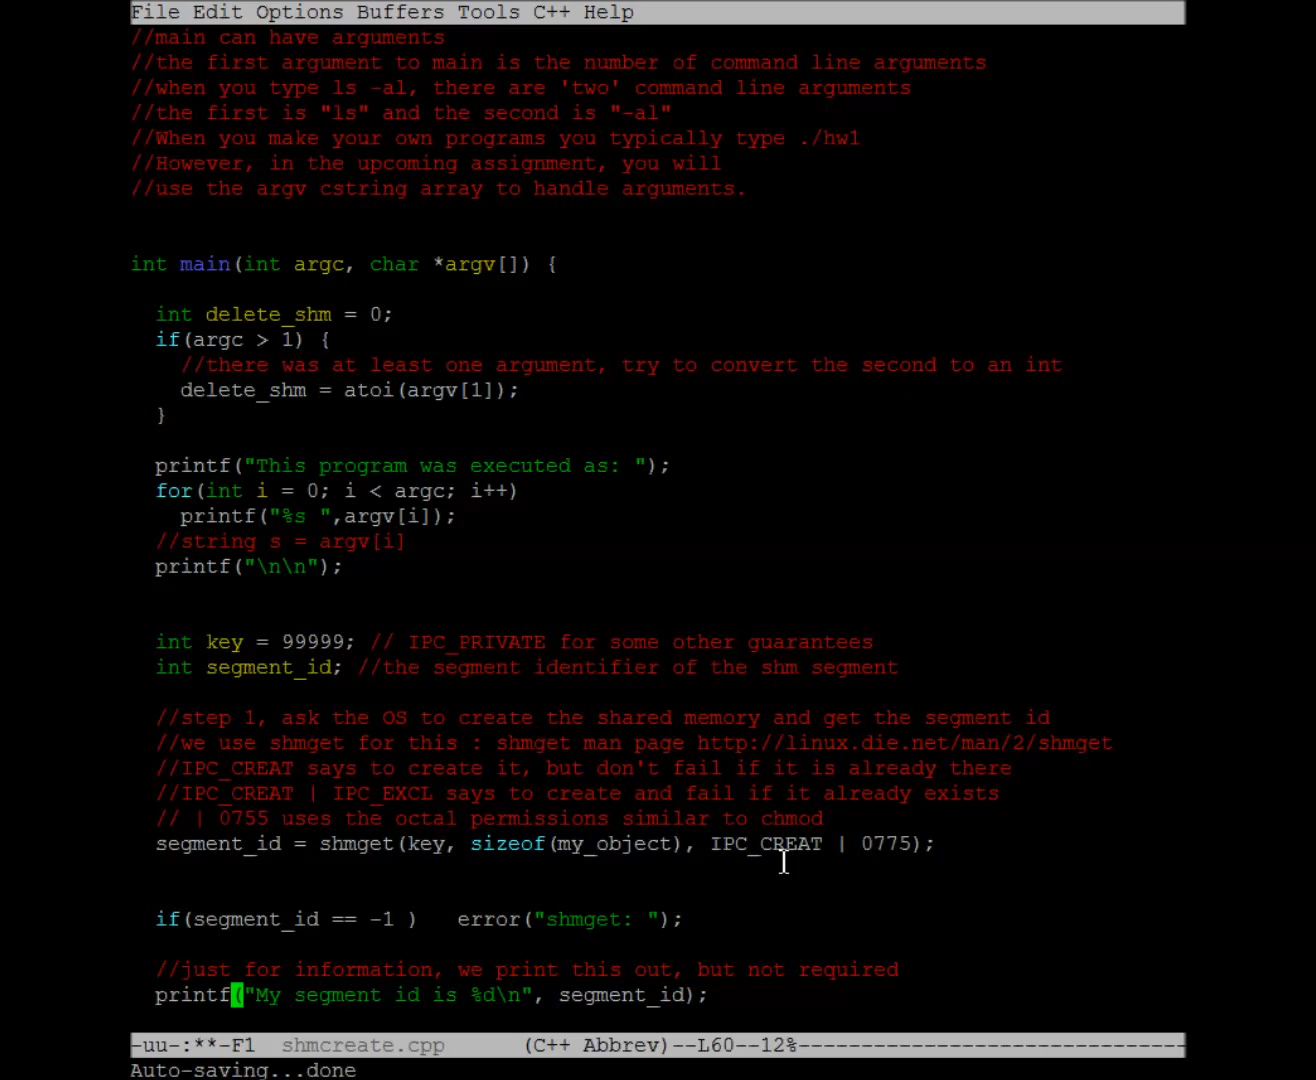 File Edit Options Buffers Tools C++ Help
//main can have arguments
//the first argument to main is the number of command line arguments
//when you type ls -al, there are 'two' command line arguments
//the first is "ls" and the second is "-al"
//When you make your own programs you typically type ./hw1
//However, in the upcoming assignment, you will
//use the argv cstring array to handle arguments.
int main(int argc, char *argv[]) {
int delete_shm = 0;
if(argc > 1) {
//there was at least one argument, try to convert the second to an int
delete_shm = atoi(argv[1]);
}
printf("This program was executed as: ");
for(int i = 0; i < argc; i++)
printf("%s ",argv[i]);
//string s = argv[i]
printf("\n\n");
int key = 99999; // IPC_PRIVATE for some other guarantees
int segment_id; //the segment identifier of the shm segment
//step 1, ask the OS to create the shared memory and get the segment id
//we use shmget for this : shmget man page http://linux.die.net/man/2/shmget
//IPC_CREAT says to create it, but don't fail if it is already there
//IPC_CREAT | IPC_EXCL says to create and fail if it already exists
// | 0755 uses the octal permissions similar to chmod
segment_id = shmget(key, sizeof(my_object), IPC_CREAT | 0775);
if(segment_id == -1 )   error("shmget: ");
//just for information, we print this out, but not required
printf("My segment id is %d\n", segment_id);
-uu-:**-F1  shmcreate.cpp      (C++ Abbrev)--L60--12%-------------------------------
Auto-saving...done